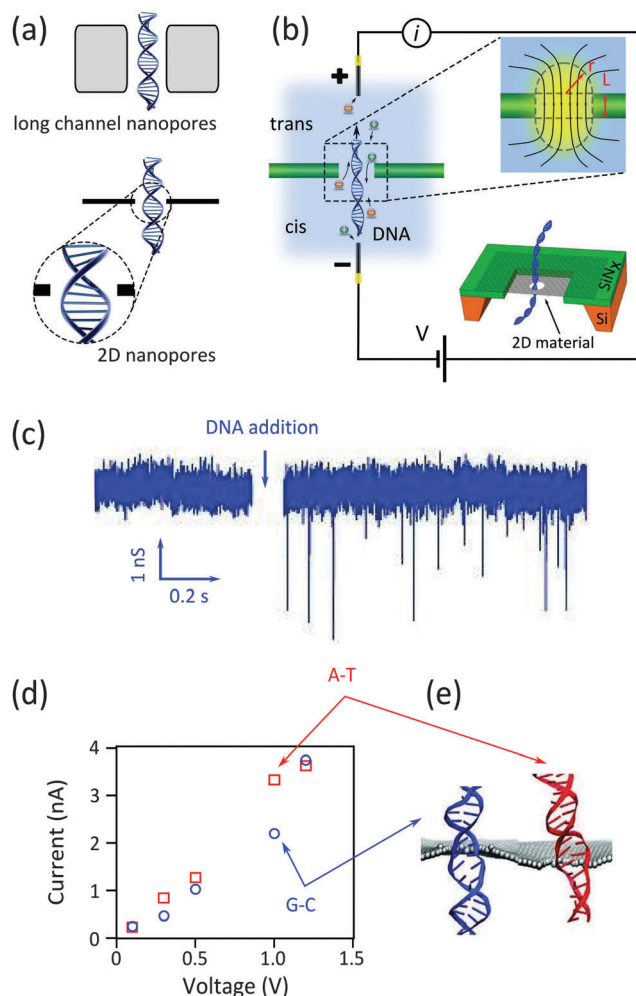 (a)
long channel nanopores
2D nanopores
(b)
i
+
trans
cis
DNA
−
V
r
L
SiNx
Si
2D material
(c)
DNA addition
1 nS
0.2 s
(d)
A-T
(e)
4
3
2
1
0
Current (nA)
G-C
0
0.5
1.0
1.5
Voltage (V)